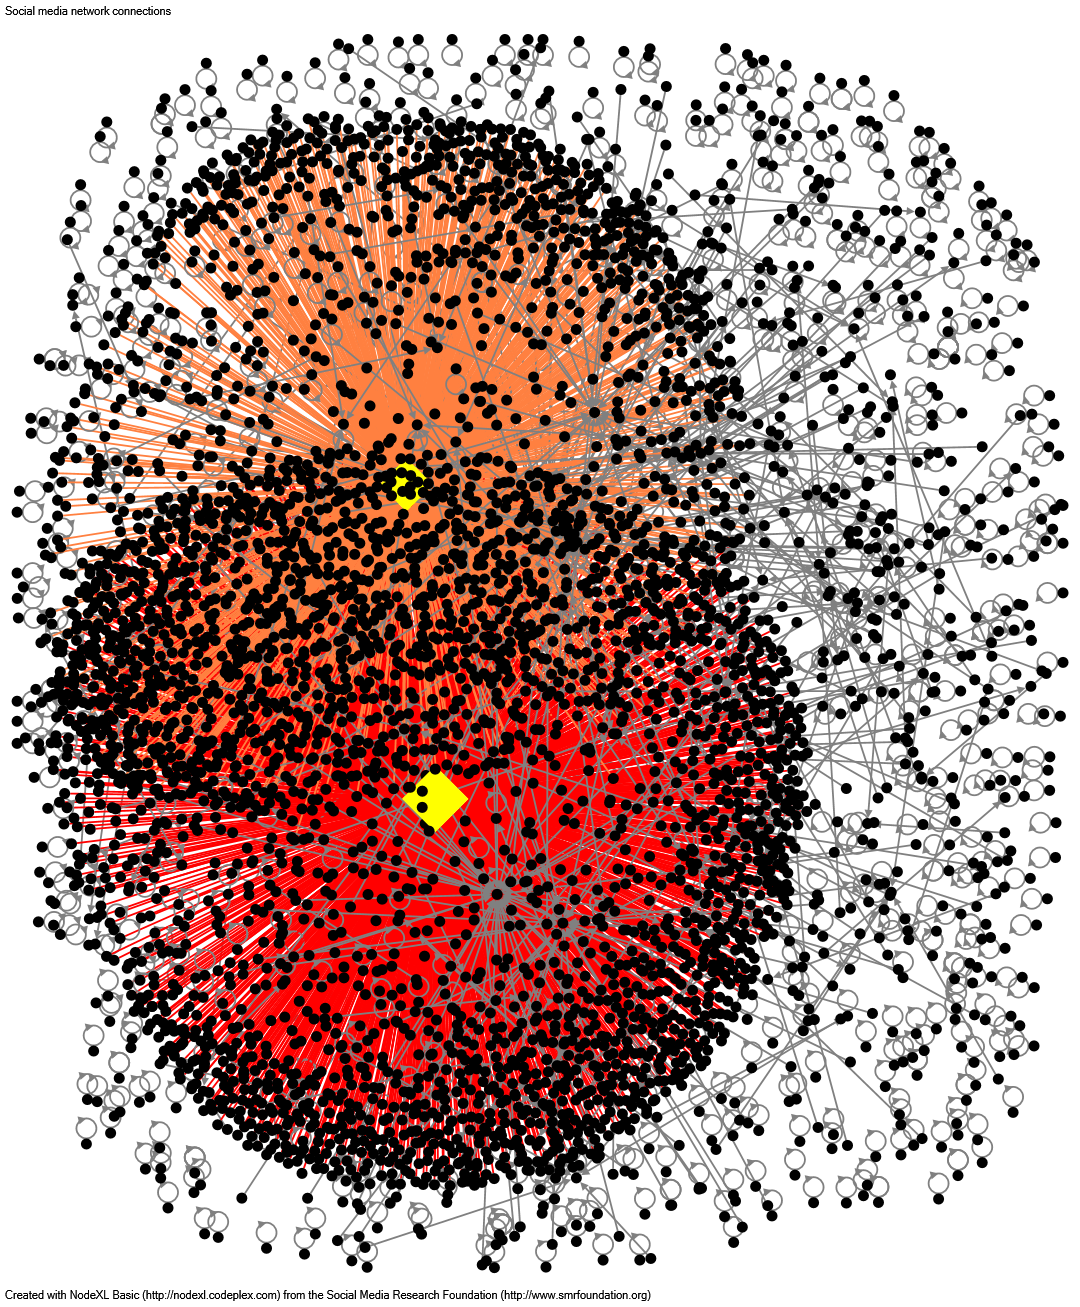 Social media network connections
Created with NodeXL Basic (http://nodexl.codeplex.com) from the Social Media Research Foundation (http://www.smrfoundation.org)